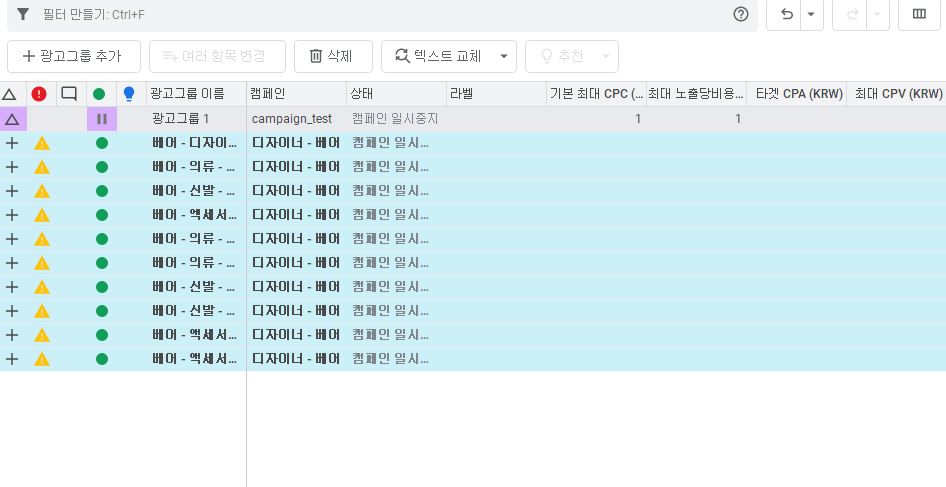 필터 만들기: Ctrl+F
광고그룹 추가 여러 항목 변경 삭제 텍스트 교체 추천
광고그룹 이름 캠페인 상태 라벨 기본 최대 CPC (... 최대 노출당비용... 타겟 CPA (KRW) 최대 CPV (KRW)
광고그룹 1 campaign_test 캠페인 일시중지 1 1
베어 - 디자이... 디자이너 - 베어 캠페인 일시...
베어 - 의류 - ... 디자이너 - 베어 캠페인 일시...
베어 - 신발 - ... 디자이너 - 베어 캠페인 일시...
베어 - 액세서... 디자이너 - 베어 캠페인 일시...
베어 - 의류 - ... 디자이너 - 베어 캠페인 일시...
베어 - 의류 - ... 디자이너 - 베어 캠페인 일시...
베어 - 신발 - ... 디자이너 - 베어 캠페인 일시...
베어 - 신발 - ... 디자이너 - 베어 캠페인 일시...
베어 - 액세서... 디자이너 - 베어 캠페인 일시...
베어 - 액세서... 디자이너 - 베어 캠페인 일시...